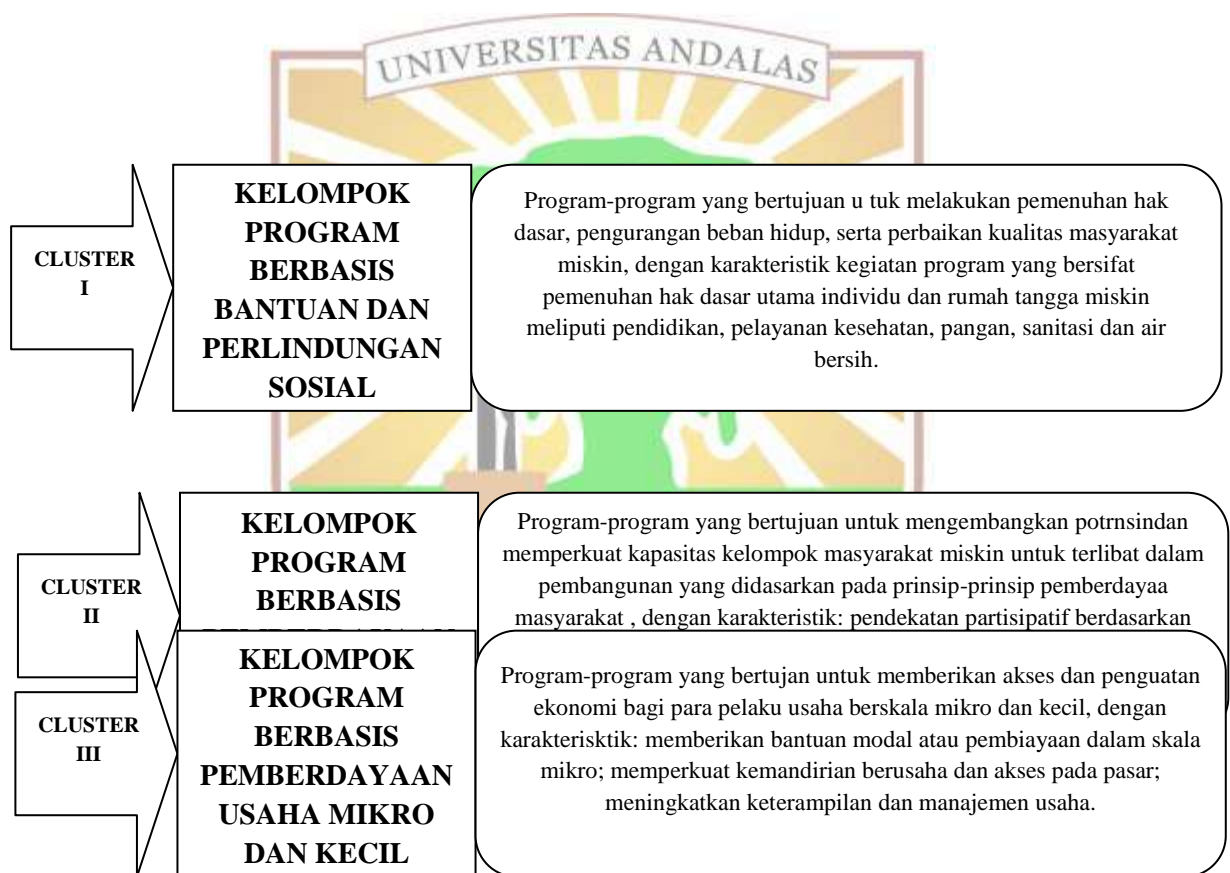 UNIVERSITAS ANDALAS
CLUSTER
I
KELOMPOK
PROGRAM
BERBASIS
BANTUAN DAN
PERLINDUNGAN
SOSIAL
Program-program yang bertujuan u tuk melakukan pemenuhan hak
dasar, pengurangan beban hidup, serta perbaikan kualitas masyarakat
miskin, dengan karakteristik kegiatan program yang bersifat
pemenuhan hak dasar utama individu dan rumah tangga miskin
meliputi pendidikan, pelayanan kesehatan, pangan, sanitasi dan air
bersih.
CLUSTER
II
KELOMPOK
PROGRAM
BERBASIS
Program-program yang bertujuan untuk mengembangkan potrnsindan
memperkuat kapasitas kelompok masyarakat miskin untuk terlibat dalam
pembangunan yang didasarkan pada prinsip-prinsip pemberdayaa
masyarakat , dengan karakteristik: pendekatan partisipatif berdasarkan
CLUSTER
III
KELOMPOK
PROGRAM
BERBASIS
PEMBERDAYAAN
USAHA MIKRO
DAN KECIL
Program-program yang bertujan untuk memberikan akses dan penguatan
ekonomi bagi para pelaku usaha berskala mikro dan kecil, dengan
karakterisktik: memberikan bantuan modal atau pembiayaan dalam skala
mikro; memperkuat kemandirian berusaha dan akses pada pasar;
meningkatkan keterampilan dan manajemen usaha.